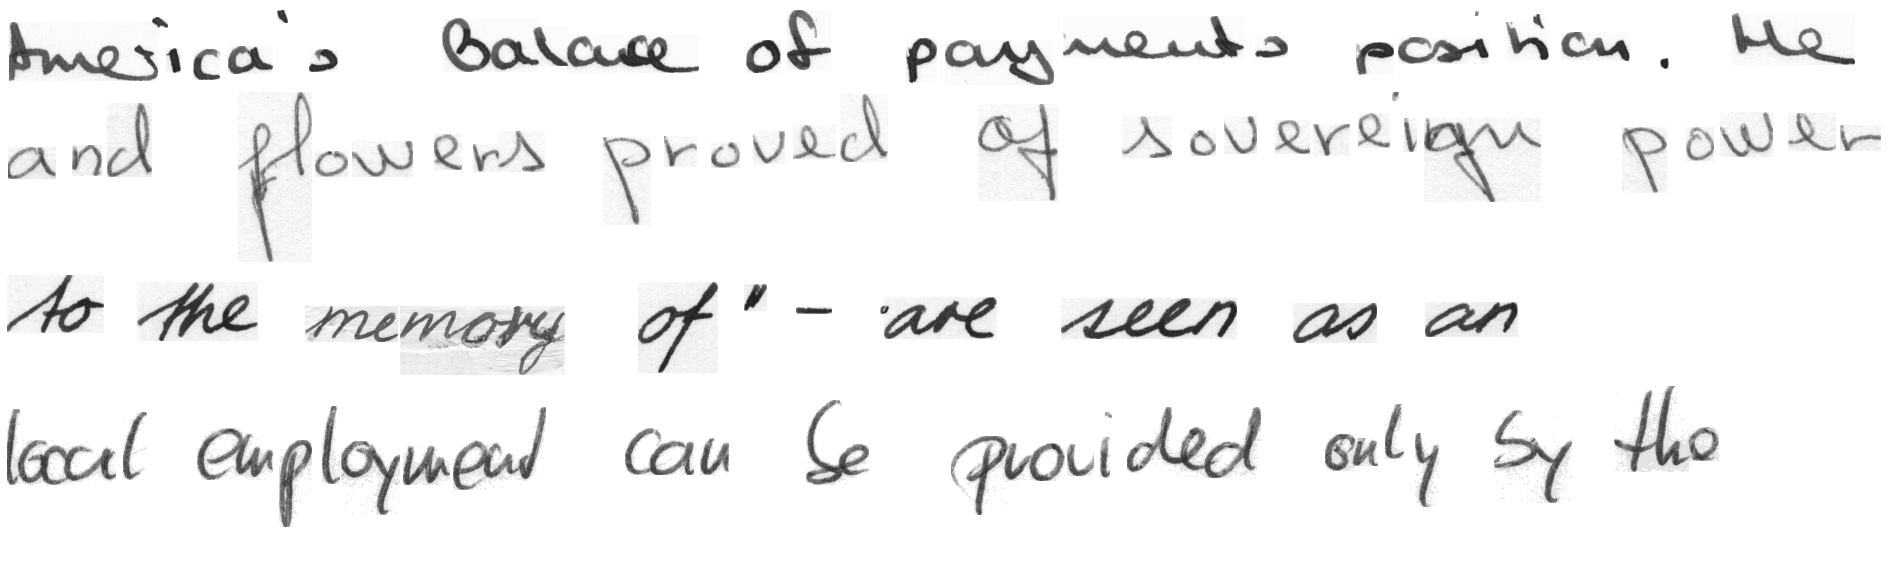 America's Balance of payments position. He
and flowers proved of sovereign power
to the memory of" - are seen as an
local employment can be provided only by the